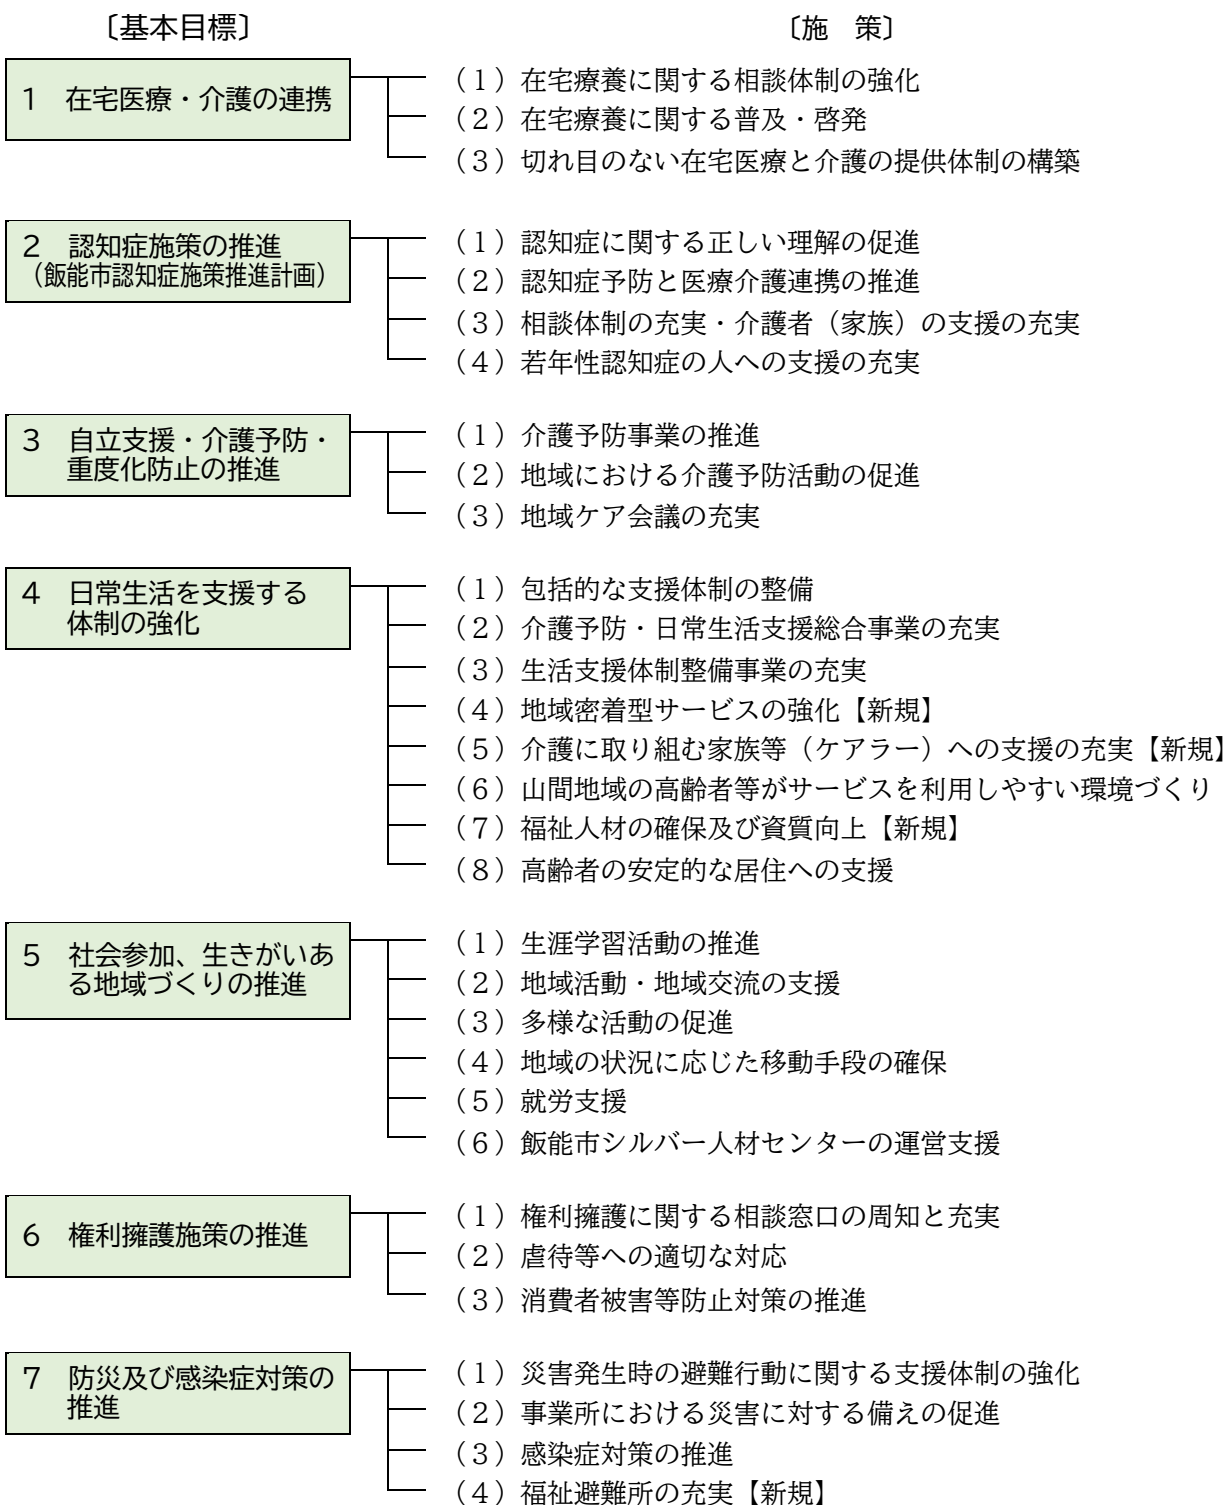 〔基本目標〕
〔施　策〕
１　在宅医療・介護の連携
（１）在宅療養に関する相談体制の強化
（２）在宅療養に関する普及・啓発
（３）切れ目のない在宅医療と介護の提供体制の構築
２　認知症施策の推進
（飯能市認知症施策推進計画）
（１）認知症に関する正しい理解の促進
（２）認知症予防と医療介護連携の推進
（３）相談体制の充実・介護者（家族）の支援の充実
（４）若年性認知症の人への支援の充実
３　自立支援・介護予防・
重度化防止の推進
（１）介護予防事業の推進
（２）地域における介護予防活動の促進
（３）地域ケア会議の充実
４　日常生活を支援する
体制の強化
（１）包括的な支援体制の整備
（２）介護予防・日常生活支援総合事業の充実
（３）生活支援体制整備事業の充実
（４）地域密着型サービスの強化【新規】
（５）介護に取り組む家族等（ケアラー）への支援の充実【新規】
（６）山間地域の高齢者等がサービスを利用しやすい環境づくり
（７）福祉人材の確保及び資質向上【新規】
（８）高齢者の安定的な居住への支援
５　社会参加、生きがいあ
る地域づくりの推進
（１）生涯学習活動の推進
（２）地域活動・地域交流の支援
（３）多様な活動の促進
（４）地域の状況に応じた移動手段の確保
（５）就労支援
（６）飯能市シルバー人材センターの運営支援
６　権利擁護施策の推進
（１）権利擁護に関する相談窓口の周知と充実
（２）虐待等への適切な対応
（３）消費者被害等防止対策の推進
７　防災及び感染症対策の
推進
（１）災害発生時の避難行動に関する支援体制の強化
（２）事業所における災害に対する備えの促進
（３）感染症対策の推進
（４）福祉避難所の充実【新規】